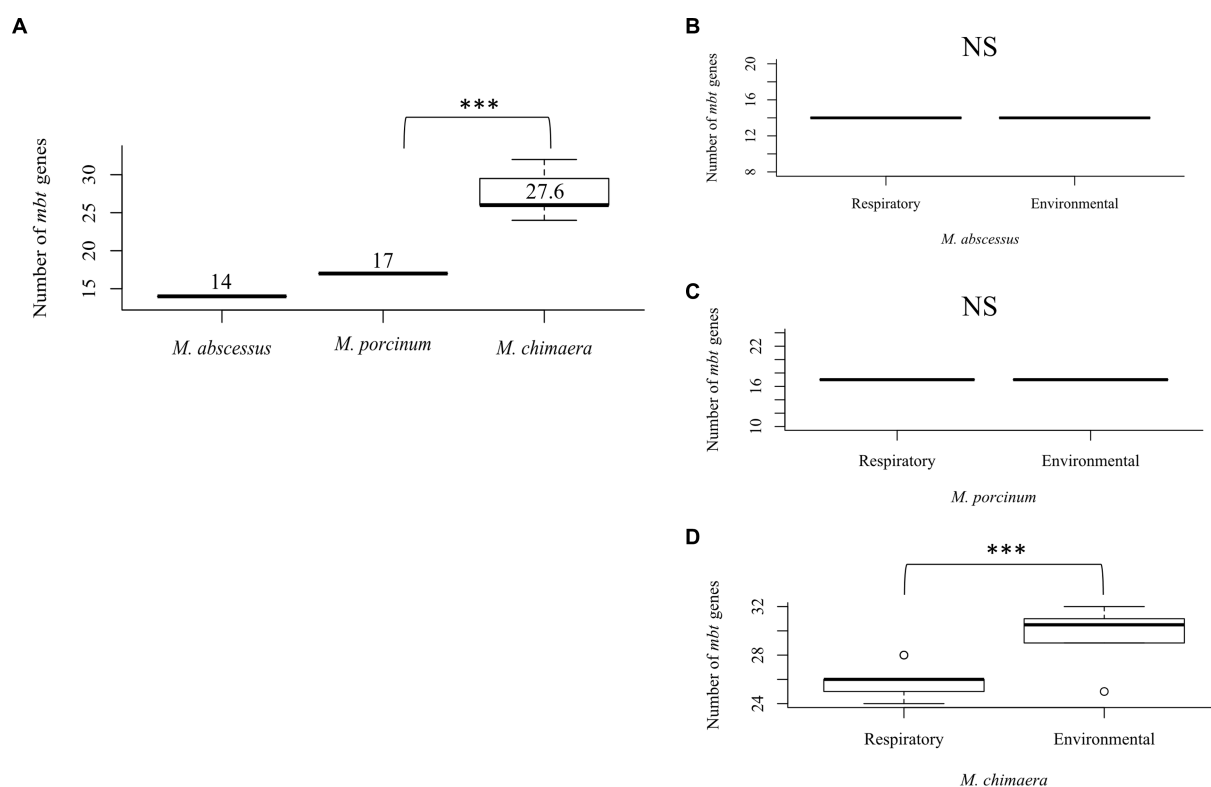 A
Number of mbt genes
30
25
20
15
***
14
17
27.6
M. abscessus
M. porcinum
M. chimaera
B
NS
Number of mbt genes
20
16
12
8
Respiratory
Environmental
M. abscessus
C
NS
Number of mbt genes
22
16
10
Respiratory
Environmental
M. porcinum
D
***
Number of mbt genes
32
28
24
Respiratory
Environmental
M. chimaera